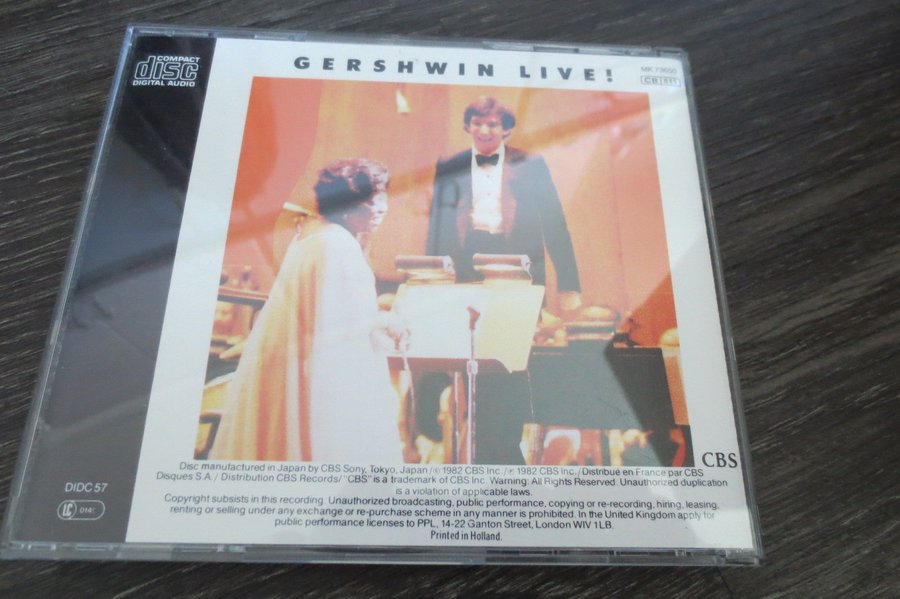 COMPACT
disc
DIGITAL AUDIO
GERSHWIN LIVE!
MK 73650
CB 811
CBS
Disc manufactured in Japan by CBS Sony, Tokyo, Japan/© 1982 CBS Inc./℗ 1982 CBS Inc./Distribué en France par CBS
Disques S.A./ Distribution CBS Records/ "CBS" is a trademark of CBS Inc. Warning: All Rights Reserved. Unauthorized duplication
is a violation of applicable laws.
Copyright subsists in this recording. Unauthorized broadcasting, public performance, copying or re-recording, hiring, leasing,
renting or selling under any exchange or re-purchase scheme in any manner is prohibited. In the United Kingdom apply for
public performance licenses to PPL, 14-22 Ganton Street, London WIV 1LB.
Printed in Holland.
DIDC 57
LC 0149